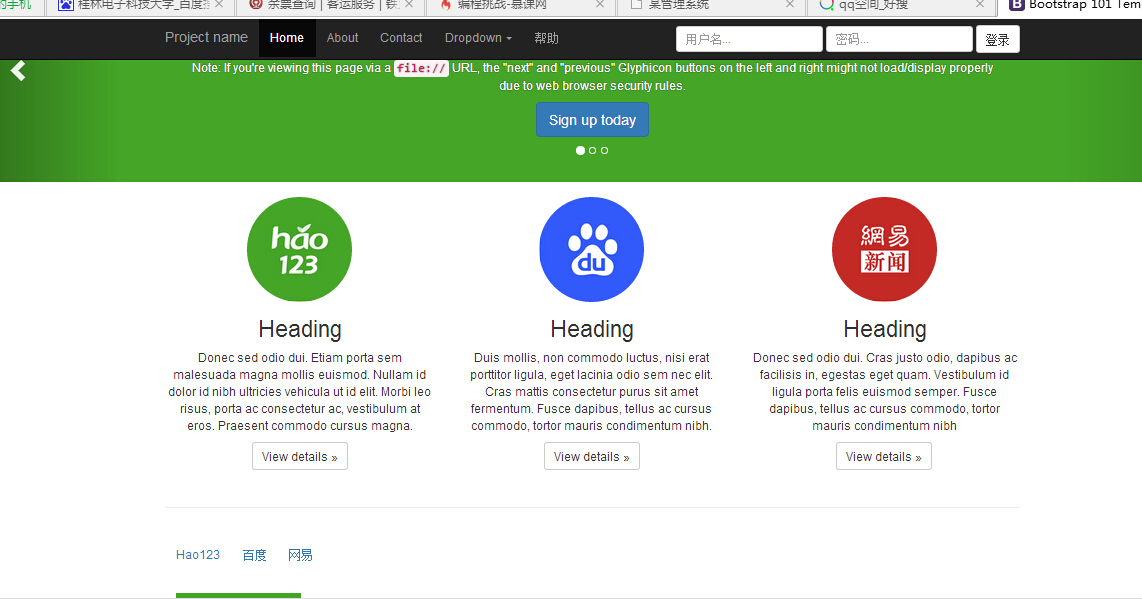 的手机
桂林电子科技大学_百度
余票查询 | 客运服务 | 铁
编程挑战-慕课网
某管理系统
qq空间_好搜
Bootstrap 101 Tem
Project name
Home
About
Contact
Dropdown
帮助
用户名...
密码...
登录
Note: If you're viewing this page via a file:// URL, the "next" and "previous" Glyphicon buttons on the left and right might not load/display properly
due to web browser security rules.
Sign up today
hao
123
du
網易
新闻
Heading
Heading
Heading
Donec sed odio dui. Etiam porta sem
malesuada magna mollis euismod. Nullam id
dolor id nibh ultricies vehicula ut id elit. Morbi leo
risus, porta ac consectetur ac, vestibulum at
eros. Praesent commodo cursus magna.
Duis mollis, non commodo luctus, nisi erat
porttitor ligula, eget lacinia odio sem nec elit.
Cras mattis consectetur purus sit amet
fermentum. Fusce dapibus, tellus ac cursus
commodo, tortor mauris condimentum nibh.
Donec sed odio dui. Cras justo odio, dapibus ac
facilisis in, egestas eget quam. Vestibulum id
ligula porta felis euismod semper. Fusce
dapibus, tellus ac cursus commodo, tortor
mauris condimentum nibh
View details »
View details »
View details »
Hao123
百度
网易